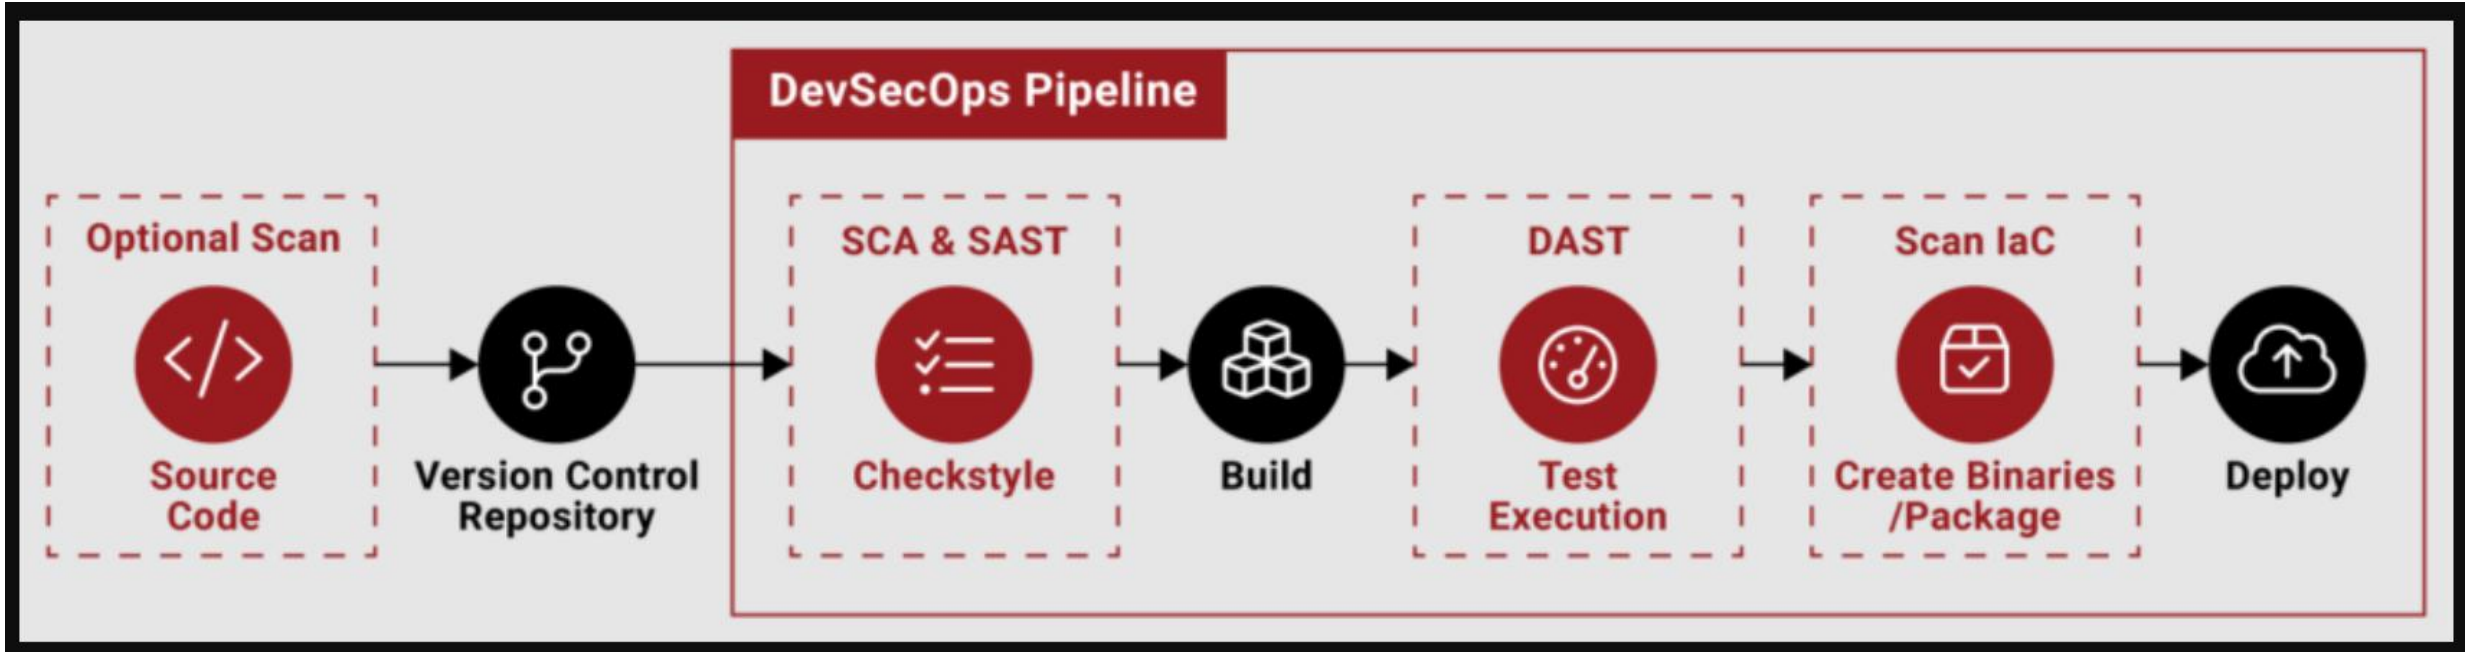 DevSecOps Pipeline
Optional Scan
Source
Code
Version Control
Repository
SCA & SAST
Checkstyle
Build
DAST
Test
Execution
Scan IaC
Create Binaries
/Package
Deploy